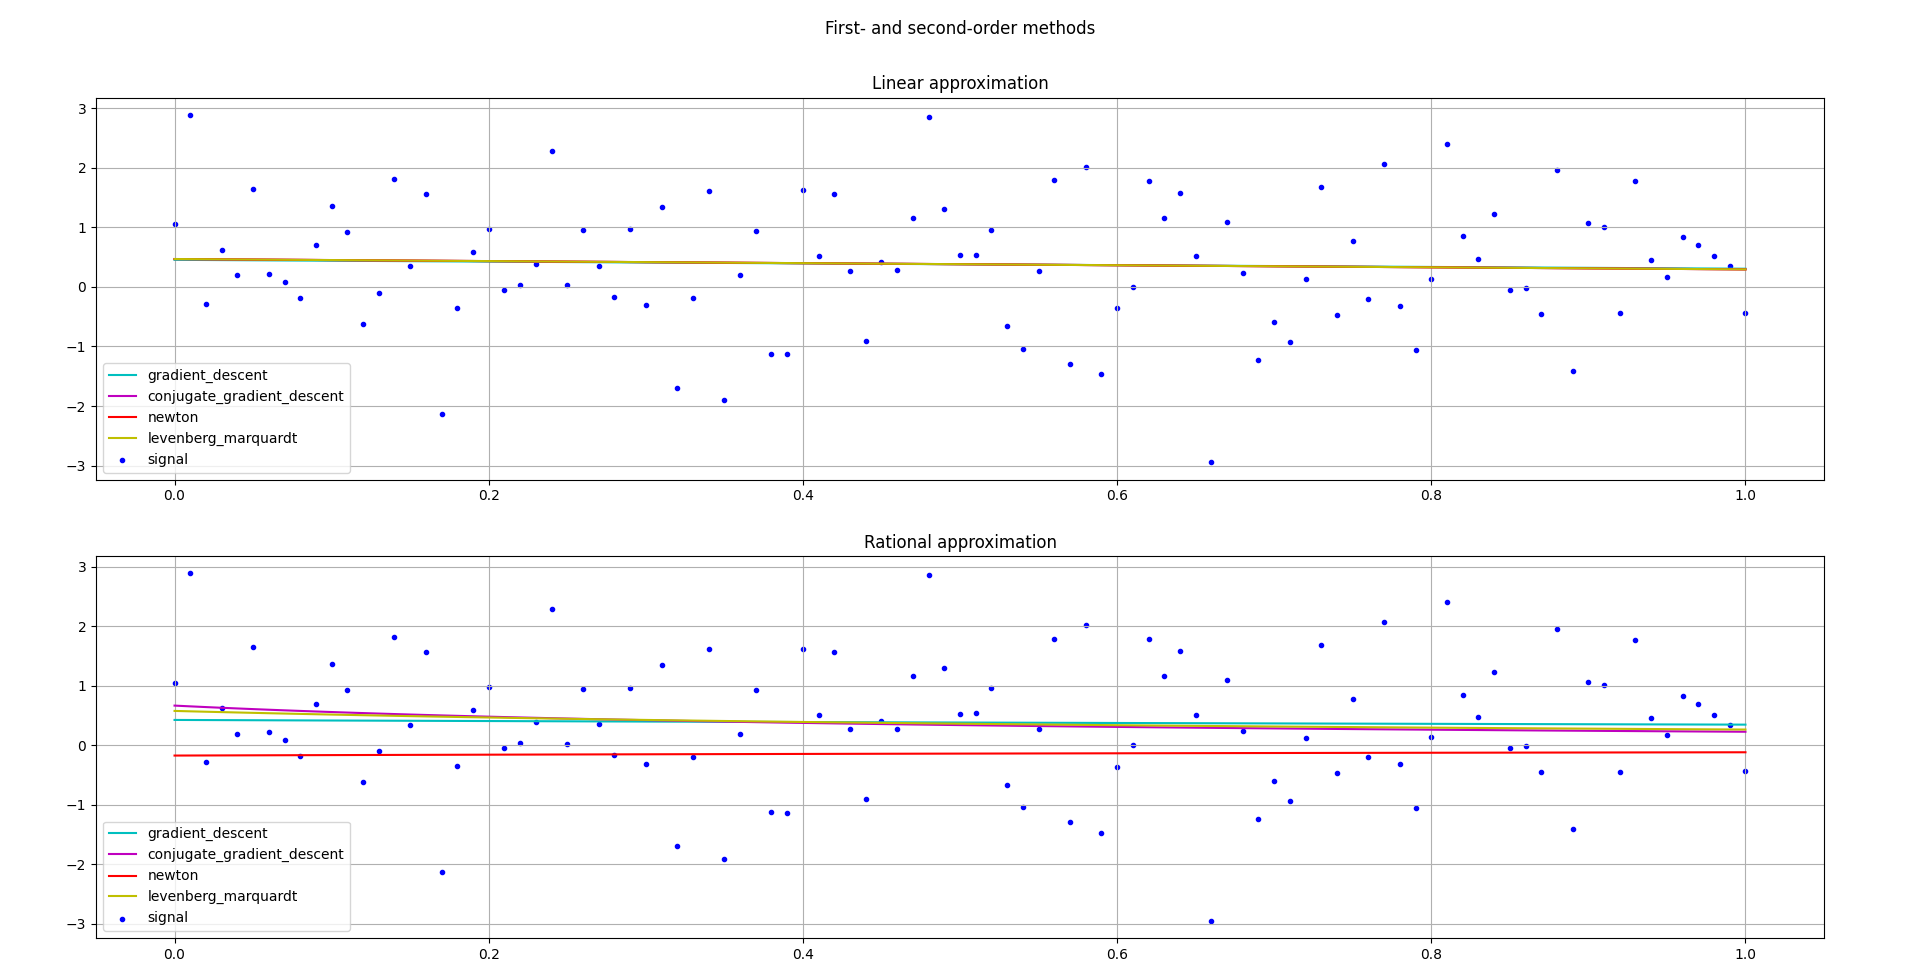 First- and second-order methods
Linear approximation
3
2
1
0
−1
−2
−3
gradient_descent
conjugate_gradient_descent
newton
levenberg_marquardt
signal
0.0 0.2 0.4 0.6 0.8 1.0
Rational approximation
3
2
1
0
−1
−2
−3
gradient_descent
conjugate_gradient_descent
newton
levenberg_marquardt
signal
0.0 0.2 0.4 0.6 0.8 1.0